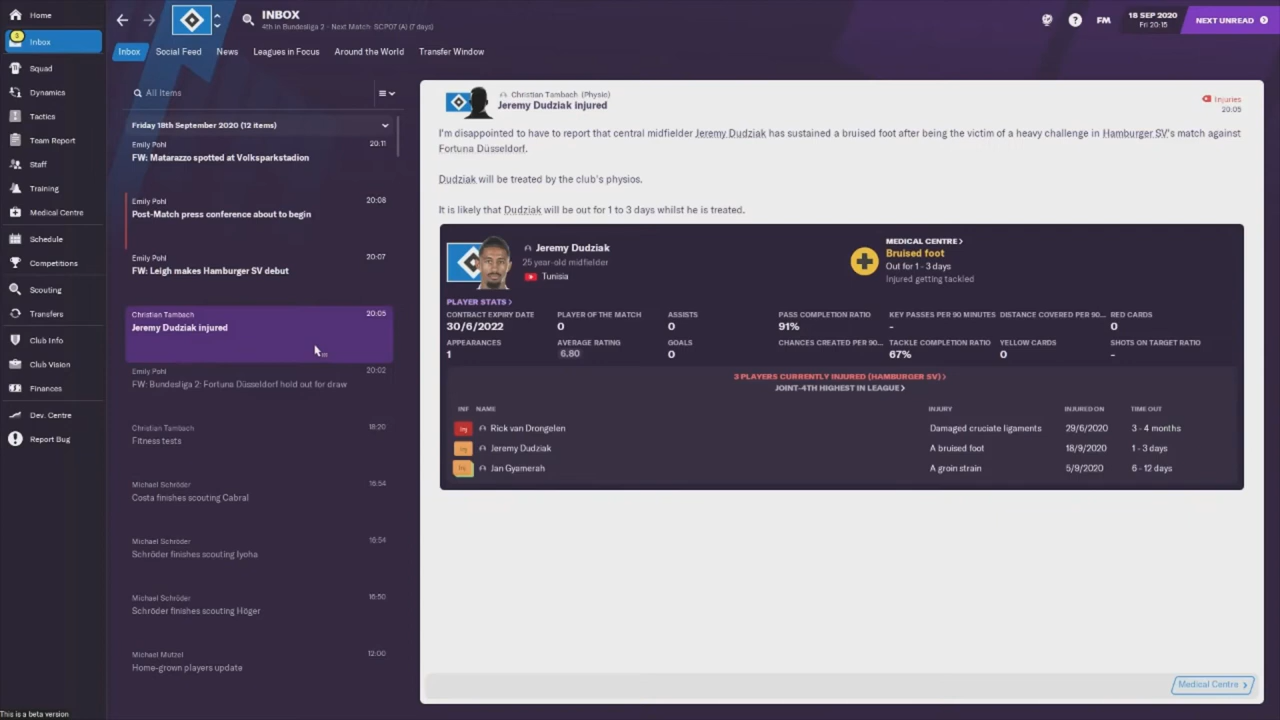 Home
3
Inbox
Squad
Dynamics
Tactics
Team Report
Staff
Training
Medical Centre
Schedule
Competitions
Scouting
Transfers
Club Info
Club Vision
Finances
Dev. Centre
Report Bug
This is a beta version
INBOX
4th in Bundesliga 2 - Next Match: SCP07 (A) (7 days)
? FM
18 SEP 2020
Fri 20:15
NEXT UNREAD
Inbox Social Feed News Leagues in Focus Around the World Transfer Window
All Items
Friday 18th September 2020 (12 items)
Emily Pohl 20:11
FW: Matarazzo spotted at Volksparkstadion
Emily Pohl 20:08
Post-Match press conference about to begin
Emily Pohl 20:07
FW: Leigh makes Hamburger SV debut
Christian Tambach 20:05
Jeremy Dudziak injured
Emily Pohl 20:02
FW: Bundesliga 2: Fortuna Düsseldorf hold out for draw
Christian Tambach 18:20
Fitness tests
Michael Schröder 16:54
Costa finishes scouting Cabral
Michael Schröder 16:54
Schröder finishes scouting Iyoha
Michael Schröder 16:50
Schröder finishes scouting Höger
Michael Mutzel 12:00
Home-grown players update
Christian Tambach (Physio)
Jeremy Dudziak injured
Injuries
20:05
I'm disappointed to have to report that central midfielder Jeremy Dudziak has sustained a bruised foot after being the victim of a heavy challenge in Hamburger SV's match against
Fortuna Düsseldorf.
Dudziak will be treated by the club's physios.
It is likely that Dudziak will be out for 1 to 3 days whilst he is treated.
Jeremy Dudziak
25 year-old midfielder
Tunisia
MEDICAL CENTRE >
Bruised foot
Out for 1 - 3 days
Injured getting tackled
PLAYER STATS >
CONTRACT EXPIRY DATE PLAYER OF THE MATCH ASSISTS PASS COMPLETION RATIO KEY PASSES PER 90 MINUTES DISTANCE COVERED PER 90... RED CARDS
30/6/2022 0 0 91% - 0
APPEARANCES AVERAGE RATING GOALS CHANCES CREATED PER 90... TACKLE COMPLETION RATIO YELLOW CARDS SHOTS ON TARGET RATIO
1 6.80 0 67% 0 -
3 PLAYERS CURRENTLY INJURED (HAMBURGER SV) >
JOINT-4TH HIGHEST IN LEAGUE >
INF NAME INJURY INJURED ON TIME OUT
Inj Rick van Drongelen Damaged cruciate ligaments 29/6/2020 3 - 4 months
Inj Jeremy Dudziak A bruised foot 18/9/2020 1 - 3 days
Inj Jan Gyamerah A groin strain 5/9/2020 6 - 12 days
Medical Centre >